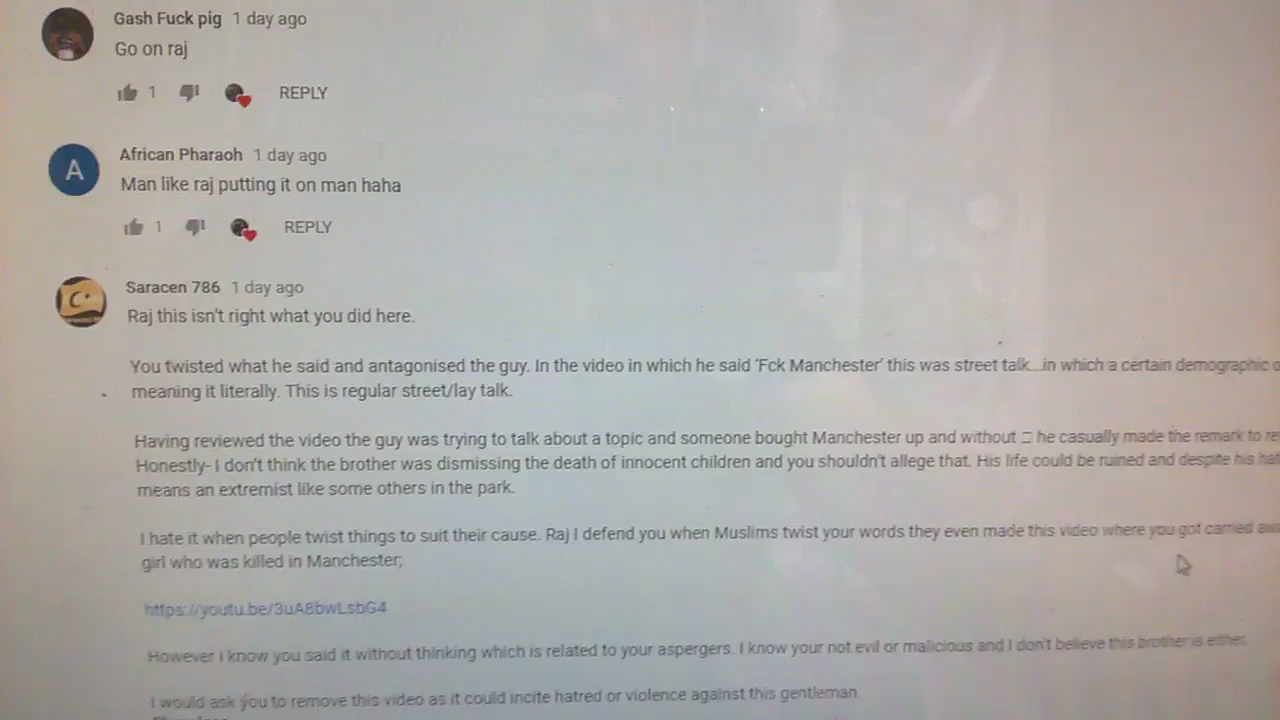 Gash Fuck pig 1 day ago
Go on raj
1 REPLY
African Pharaoh 1 day ago
A
Man like raj putting it on man haha
1 REPLY
Saracen 786 1 day ago
Raj this isn't right what you did here.
You twisted what he said and antagonised the guy. In the video in which he said 'Fck Manchester' this was street talk...in which a certain demographic
meaning it literally. This is regular street/lay talk.
Having reviewed the video the guy was trying to talk about a topic and someone bought Manchester up and without he casually made the remark to
Honestly- I don't think the brother was dismissing the death of innocent children and you shouldn't allege that. His life could be ruined and despite his
means an extremist like some others in the park.
I hate it when people twist things to suit their cause. Raj I defend you when Muslims twist your words they even made this video where you got carried
girl who was killed in Manchester;
https://youtu.be/3uA8bwLsbG4
However I know you said it without thinking which is related to your aspergers. I know your not evil or malicious and I don't believe this brother is either.
I would ask you to remove this video as it could incite hatred or violence against this gentleman.